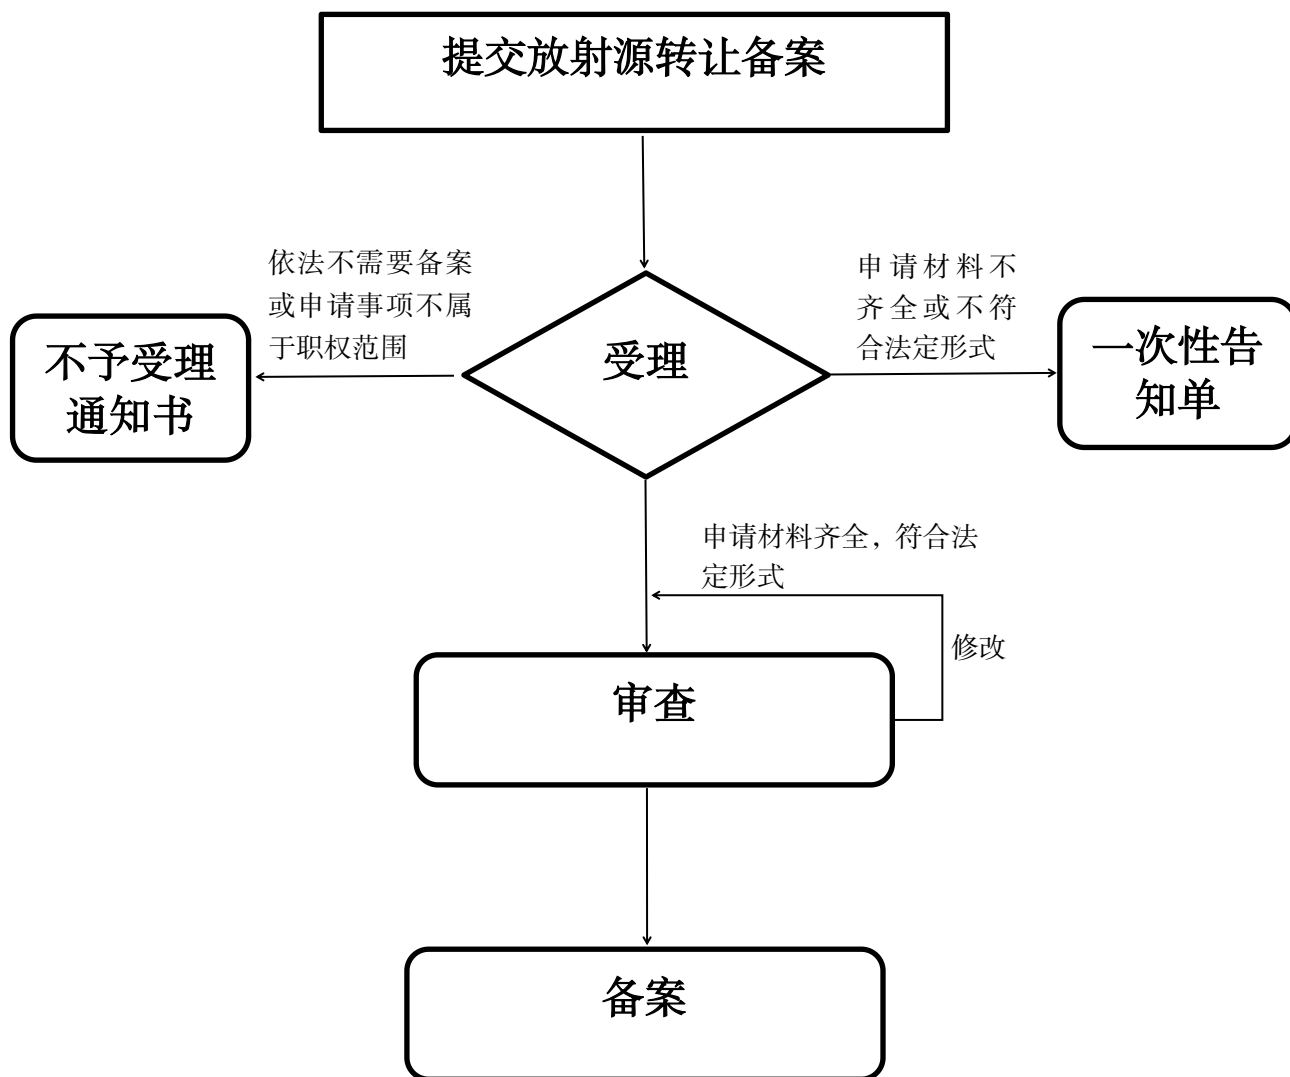 提交放射源转让备案
依法不需要备案
或申请事项不属
于职权范围
申请材料不
齐全或不符
合法定形式
不予受理
通知书
受理
一次性告
知单
申请材料齐全，符合法
定形式
修改
审查
备案